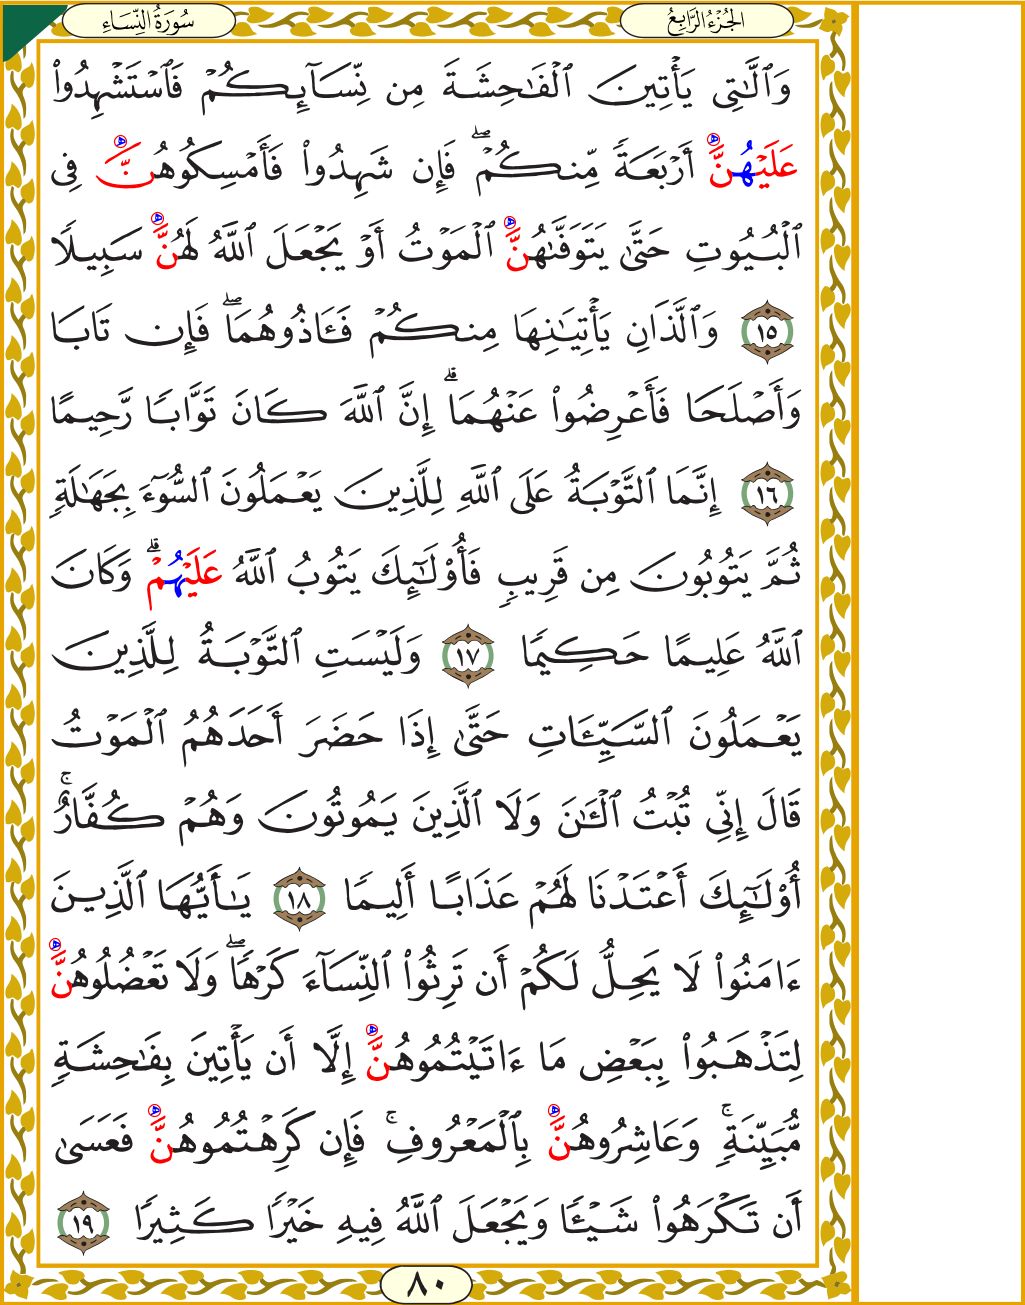 سُورَةُ النِّسَاءِ
الجُزْءُ الرَّابِعُ
وَٱلَّٰتِى يَأْتِينَ ٱلْفَٰحِشَةَ مِن نِّسَآئِكُمْ فَٱسْتَشْهِدُوا۟
عَلَيْهُنَّ أَرْبَعَةً مِّنكُمْ ۖ فَإِن شَهِدُوا۟ فَأَمْسِكُوهُنَّ فِى
ٱلْبُيُوتِ حَتَّىٰ يَتَوَفَّىٰهُنَّ ٱلْمَوْتُ أَوْ يَجْعَلَ ٱللَّهُ لَهُنَّ سَبِيلًا
١٥ وَٱلَّذَانِ يَأْتِيَٰنِهَا مِنكُمْ فَـَٔاذُوهُمَا ۖ فَإِن تَابَا
وَأَصْلَحَا فَأَعْرِضُوا۟ عَنْهُمَا ۗ إِنَّ ٱللَّهَ كَانَ تَوَّابًا رَّحِيمًا
١٦ إِنَّمَا ٱلتَّوْبَةُ عَلَى ٱللَّهِ لِلَّذِينَ يَعْمَلُونَ ٱلسُّوٓءَ بِجَهَٰلَةٍ
ثُمَّ يَتُوبُونَ مِن قَرِيبٍ فَأُو۟لَٰٓئِكَ يَتُوبُ ٱللَّهُ عَلَيْهُمْ ۗ وَكَانَ
ٱللَّهُ عَلِيمًا حَكِيمًا ١٧ وَلَيْسَتِ ٱلتَّوْبَةُ لِلَّذِينَ
يَعْمَلُونَ ٱلسَّيِّـَٔاتِ حَتَّىٰٓ إِذَا حَضَرَ أَحَدَهُمُ ٱلْمَوْتُ
قَالَ إِنِّى تُبْتُ ٱلْـَٰٔنَ وَلَا ٱلَّذِينَ يَمُوتُونَ وَهُمْ كُفَّارٌ ۚ
أُو۟لَٰٓئِكَ أَعْتَدْنَا لَهُمْ عَذَابًا أَلِيمًا ١٨ يَٰٓأَيُّهَا ٱلَّذِينَ
ءَامَنُوا۟ لَا يَحِلُّ لَكُمْ أَن تَرِثُوا۟ ٱلنِّسَآءَ كَرْهًا ۖ وَلَا تَعْضُلُوهُنَّ
لِتَذْهَبُوا۟ بِبَعْضِ مَا ءَاتَيْتُمُوهُنَّ إِلَّا أَن يَأْتِينَ بِفَٰحِشَةٍ
مُّبَيِّنَةٍ ۚ وَعَاشِرُوهُنَّ بِٱلْمَعْرُوفِ ۚ فَإِن كَرِهْتُمُوهُنَّ فَعَسَىٰ
أَن تَكْرَهُوا۟ شَيْـًٔا وَيَجْعَلَ ٱللَّهُ فِيهِ خَيْرًا كَثِيرًا ١٩
٨٠